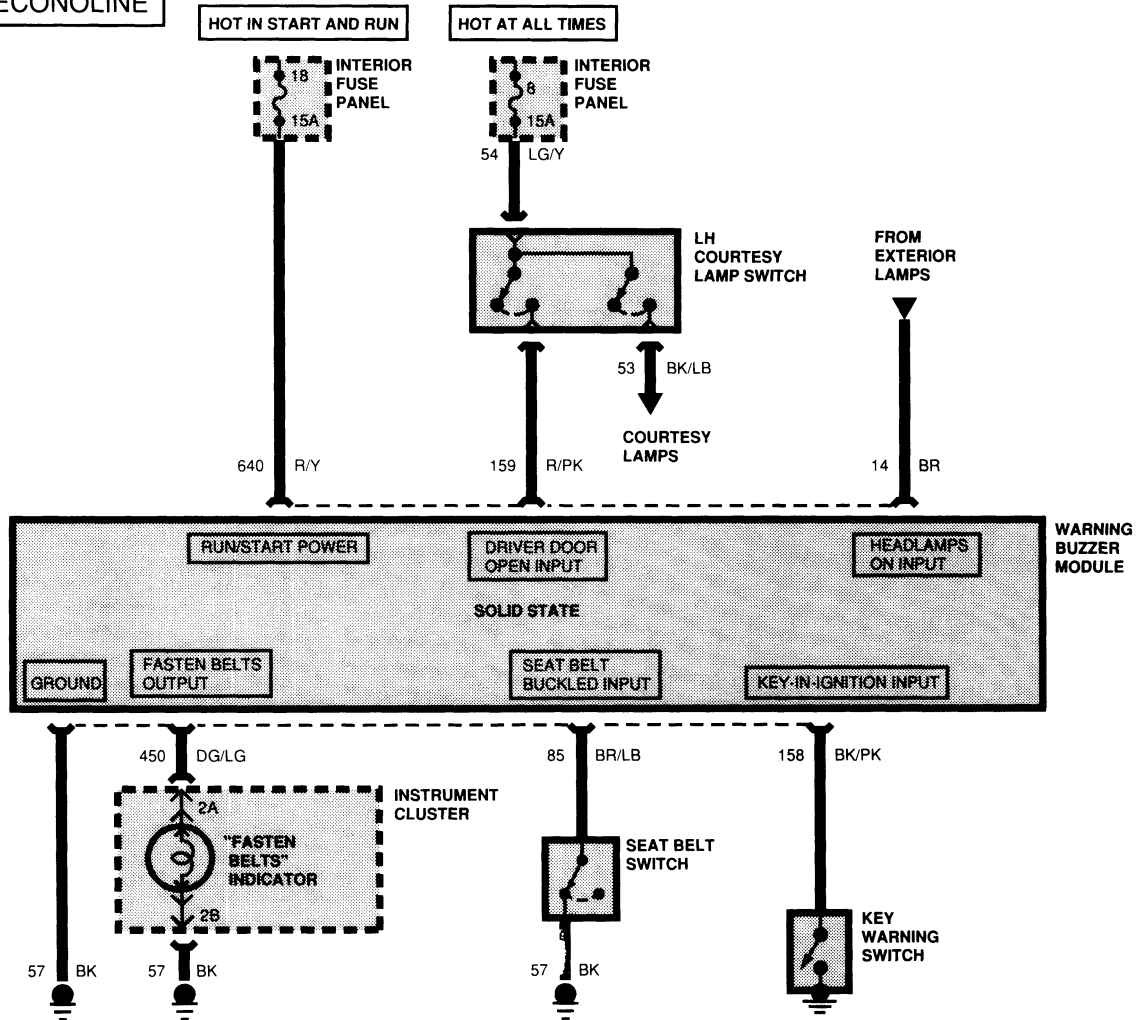 ECONOLINE
HOT IN START AND RUN
HOT AT ALL TIMES
18
15A
INTERIOR
FUSE
PANEL
8
15A
INTERIOR
FUSE
PANEL
54 LG/Y
LH
COURTESY
LAMP SWITCH
FROM
EXTERIOR
LAMPS
53 BK/LB
COURTESY
LAMPS
640 R/Y
159 R/PK
14 BR
WARNING
BUZZER
MODULE
RUN/START POWER
DRIVER DOOR
OPEN INPUT
HEADLAMPS
ON INPUT
SOLID STATE
GROUND
FASTEN BELTS
OUTPUT
SEAT BELT
BUCKLED INPUT
KEY-IN-IGNITION INPUT
450 DG/LG
85 BR/LB
158 BK/PK
INSTRUMENT
CLUSTER
2A
"FASTEN
BELTS"
INDICATOR
2B
SEAT BELT
SWITCH
KEY
WARNING
SWITCH
57 BK
57 BK
57 BK